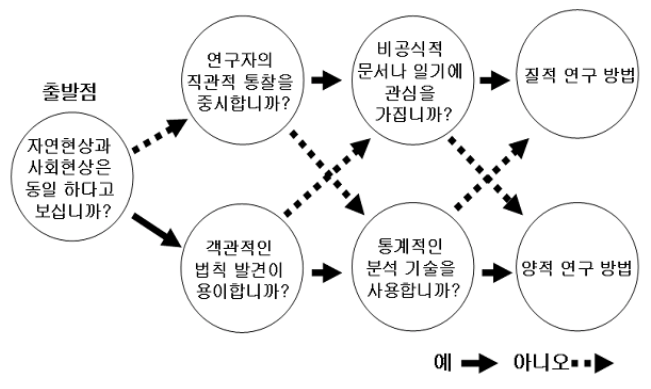 출발점
자연현상과
사회현상은
동일 하다고
보십니까?
연구자의
직관적 통찰을
중시합니까?
비공식적
문서나 일기에
관심을
가집니까?
질적 연구 방법
객관적인
법칙 발견이
용이합니까?
통계적인
분석 기술을
사용합니까?
양적 연구 방법
예 아니오